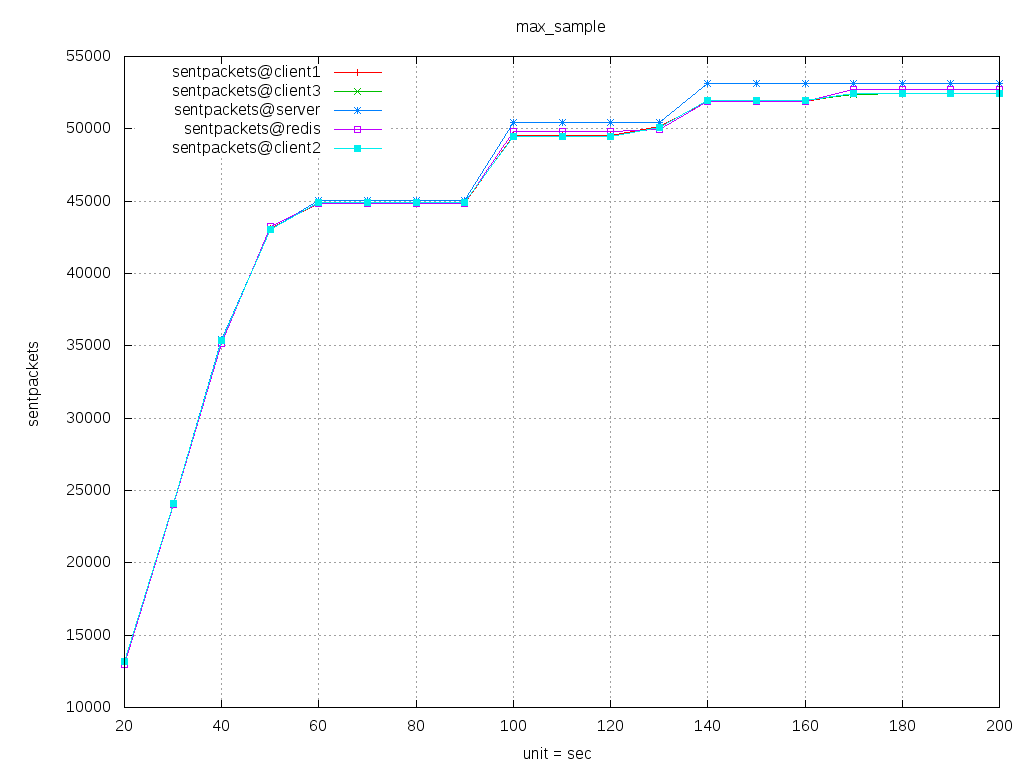 max_sample
55000
50000
45000
40000
35000
30000
25000
20000
15000
10000
sentpackets
sentpackets@client1
sentpackets@client3
sentpackets@server
sentpackets@redis
sentpackets@client2
20 40 60 80 100 120 140 160 180 200
unit = sec